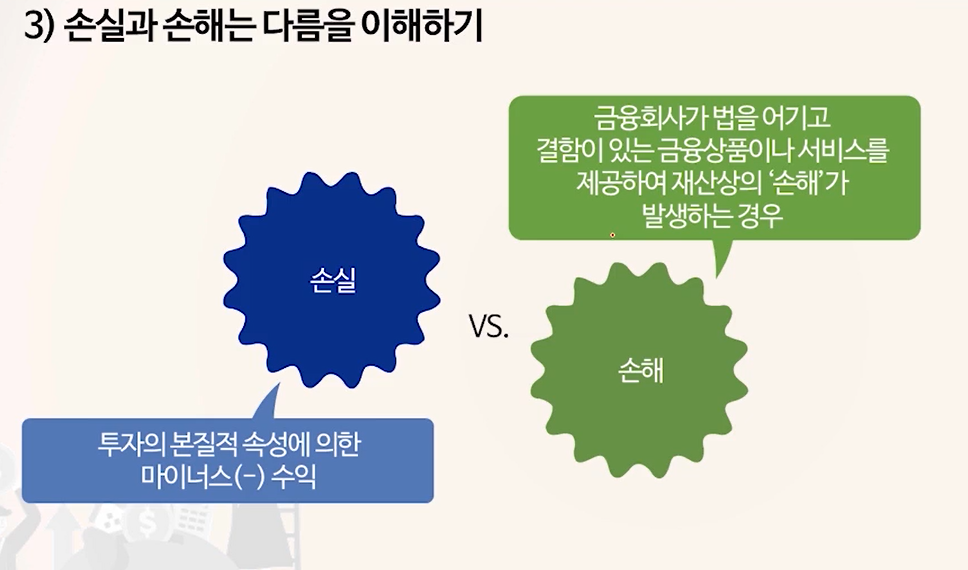 3) 손실과 손해는 다름을 이해하기
금융회사가 법을 어기고
결함이 있는 금융상품이나 서비스를
제공하여 재산상의 ‘손해’가
발생하는 경우
손실
VS.
손해
투자의 본질적 속성에 의한
마이너스(-) 수익
$